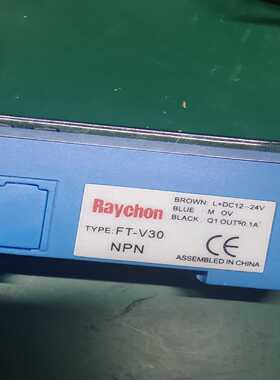 Raychon
TYPE: FT-V30
NPN
BROWN: L+DC12-24V
BLUE M 0V
BLACK: Q1 OUT≤0.1A
CE
ASSEMBLED IN CHINA